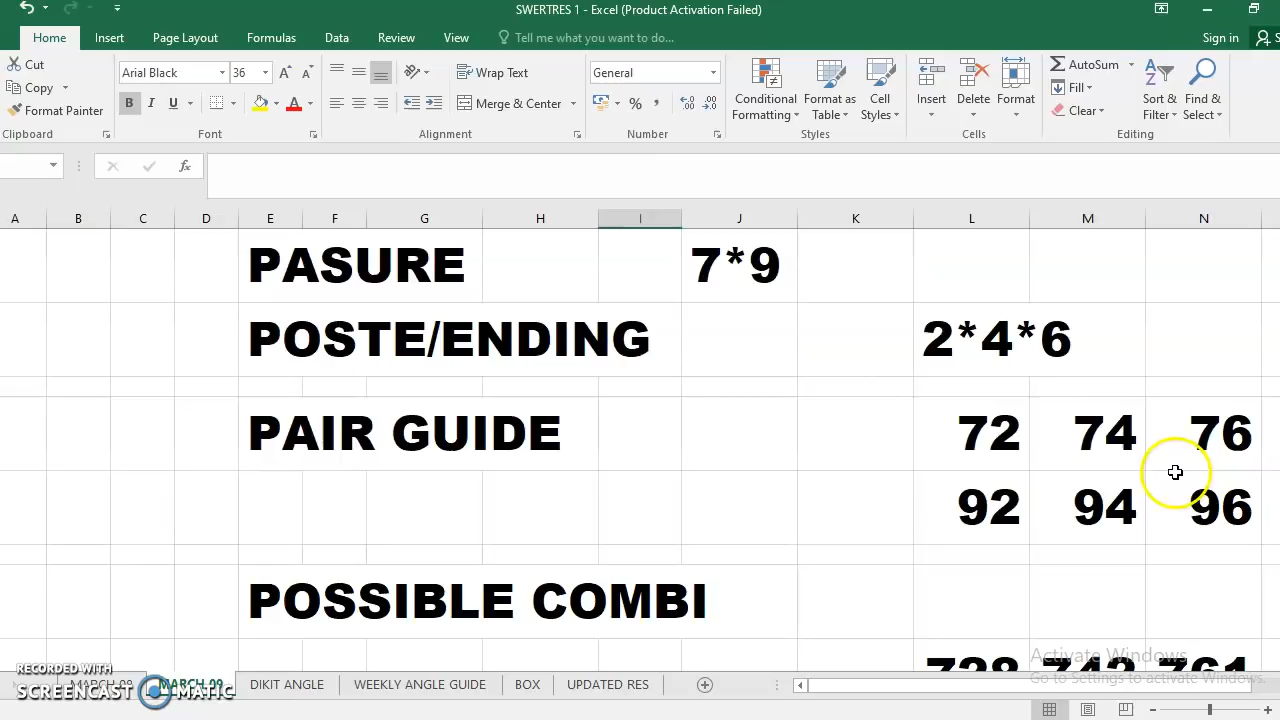 SWERTRES 1 - Excel (Product Activation Failed)
Home Insert Page Layout Formulas Data Review View Tell me what you want to do... Sign in
Cut
Copy
Format Painter
Arial Black 36
B I U
Wrap Text
Merge & Center
General
% ,
Conditional Formatting
Format as Table
Cell Styles
Insert Delete Format
AutoSum
Fill
Clear
Sort & Filter
Find & Select
Clipboard Font Alignment Number Styles Cells Editing
fx
A B C D E F G H I J K L M N
PASURE 7*9
POSTE/ENDING 2*4*6
PAIR GUIDE 72 74 76
92 94 96
POSSIBLE COMBI
Activate Windows
Go to Settings to activate Windows.
RECORDED WITH
SCREENCAST MATIC
MARCH 09 DIKIT ANGLE WEEKLY ANGLE GUIDE BOX UPDATED RES